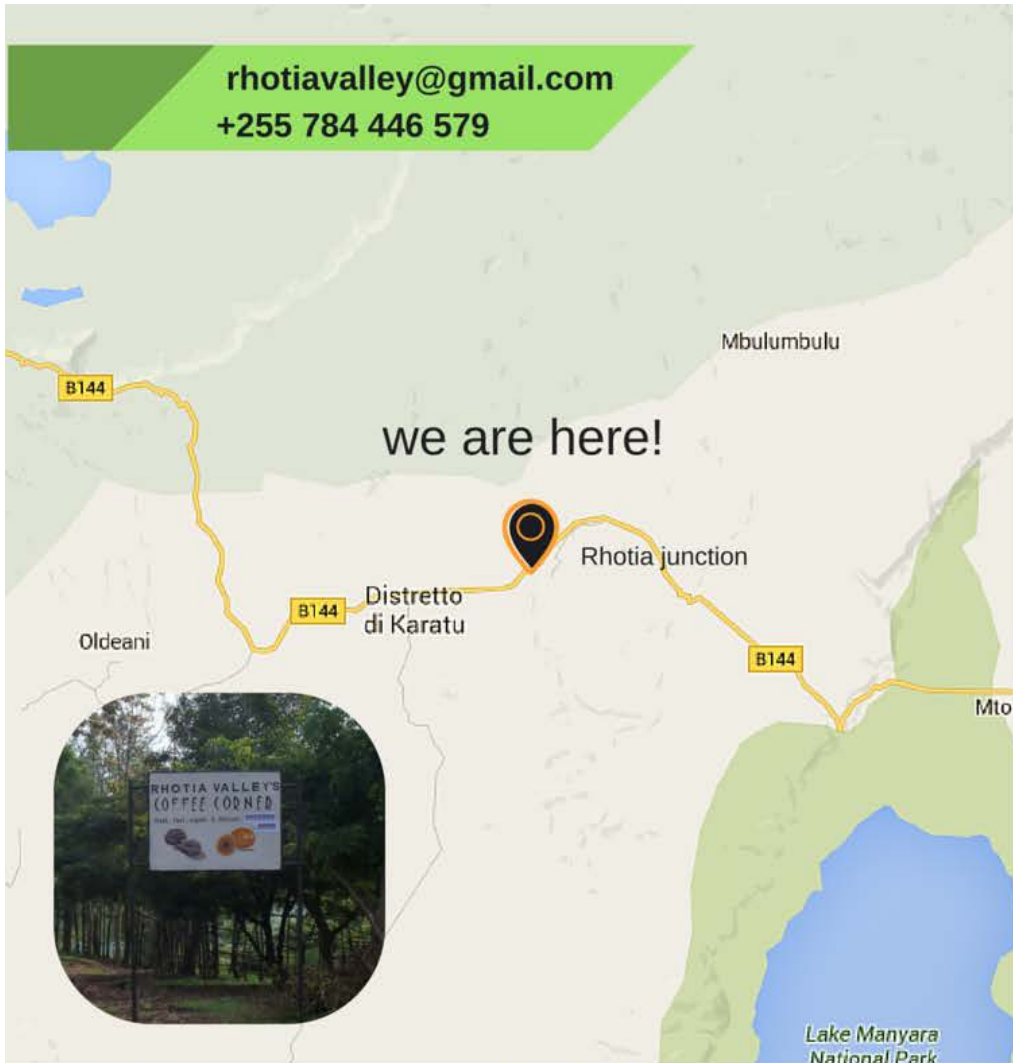 rhotiavalley@gmail.com
+255 784 446 579
Mbulumbulu
B144
we are here!
Rhotia junction
Distretto
di Karatu
B144
Oldeani
B144
Mto
RHOTIA VALLEY'S
COFFEE CORNER
Lake Manyara
National Park